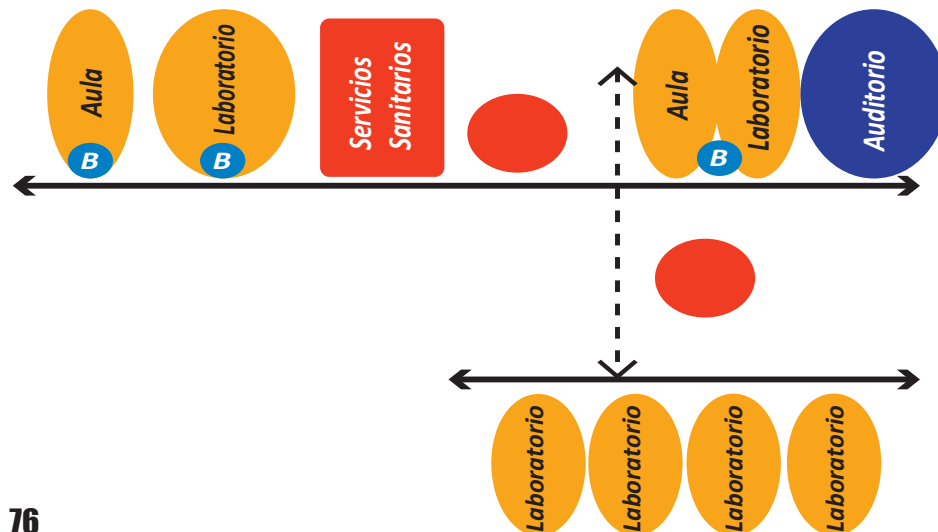 Aula
B
Laboratorio
B
Servicios
Sanitarios
Aula
B
Laboratorio
Auditorio
Laboratorio
Laboratorio
Laboratorio
Laboratorio
76